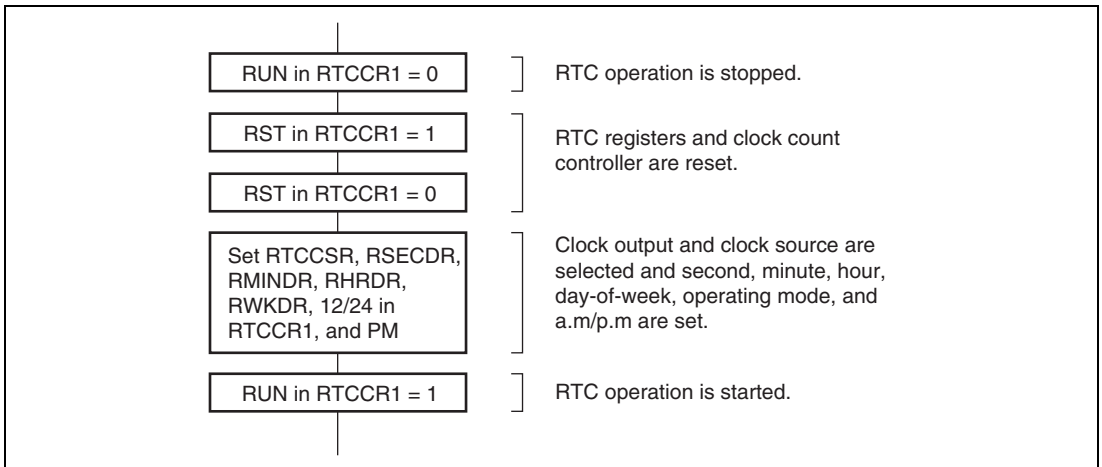 RUN in RTCCR1 = 0
RTC operation is stopped.
RST in RTCCR1 = 1
RTC registers and clock count
controller are reset.
RST in RTCCR1 = 0
Set RTCCSR, RSECDR,
RMINDR, RHRDR,
RWKDR, 12/24 in
RTCCR1, and PM
Clock output and clock source are
selected and second, minute, hour,
day-of-week, operating mode, and
a.m/p.m are set.
RUN in RTCCR1 = 1
RTC operation is started.